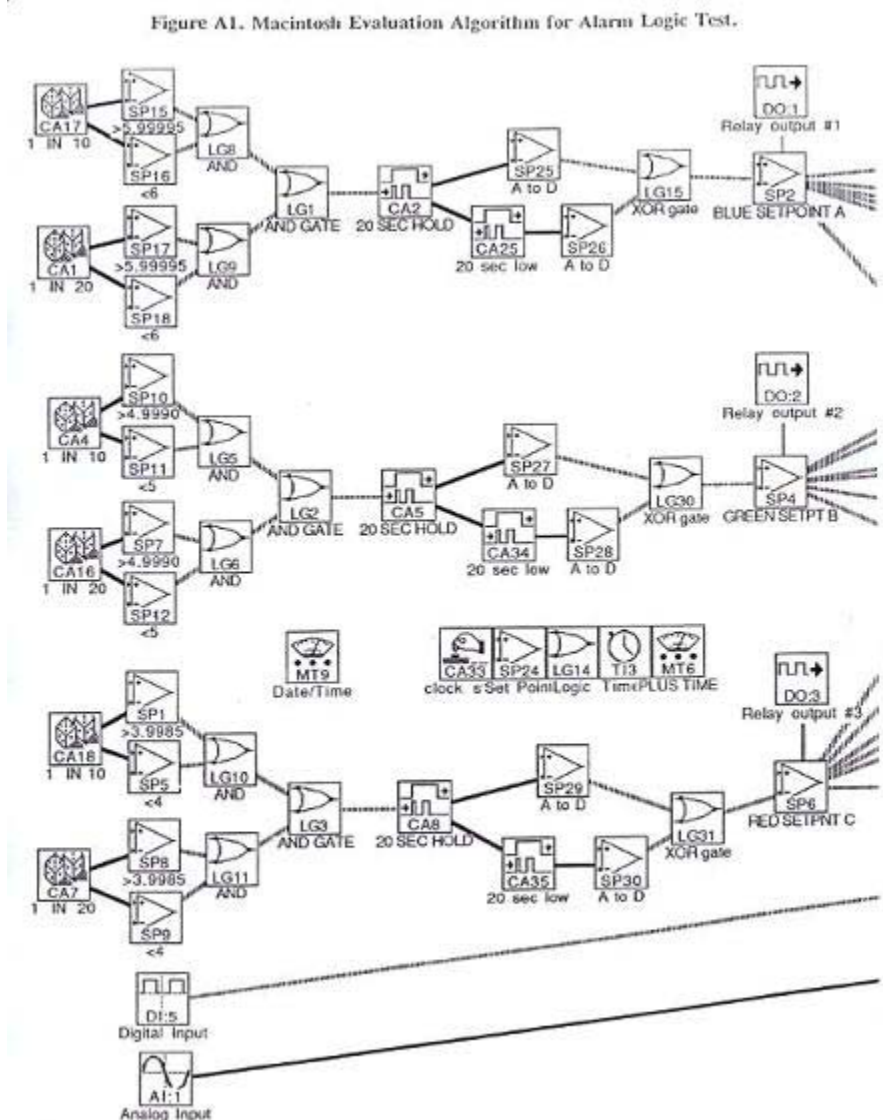 Figure A1. Macintosh Evaluation Algorithm for Alarm Logic Test.
CA17
1 IN 10
SP15
>5.99995
SP16
<6
LG8
AND
CA1
1 IN 20
SP17
>5.99995
SP18
<6
LG9
AND
LG1
AND GATE
CA2
20 SEC HOLD
SP25
A to D
CA25
20 sec low
SP26
A to D
LG15
XOR gate
DO:1
Relay output #1
SP2
BLUE SETPOINT A
CA4
1 IN 10
SP10
>4.9990
SP11
<5
LG5
AND
CA16
1 IN 20
SP7
>4.9990
SP12
<5
LG6
AND
LG2
AND GATE
CA5
20 SEC HOLD
SP27
A to D
CA34
20 sec low
SP28
A to D
LG30
XOR gate
DO:2
Relay output #2
SP4
GREEN SETPT B
MT9
Date/Time
CA33
SP24
LG14
TI3
MT6
clock s Set Point Logic Time PLUS TIME
CA18
1 IN 10
SP1
>3.9985
SP5
<4
LG10
AND
CA7
1 IN 20
SP8
>3.9985
SP9
<4
LG11
AND
LG3
AND GATE
CA8
20 SEC HOLD
SP29
A to D
CA35
20 sec low
SP30
A to D
LG31
XOR gate
DO:3
Relay output #3
SP6
RED SETPNT C
DI:5
Digital Input
AI:1
Analog Input